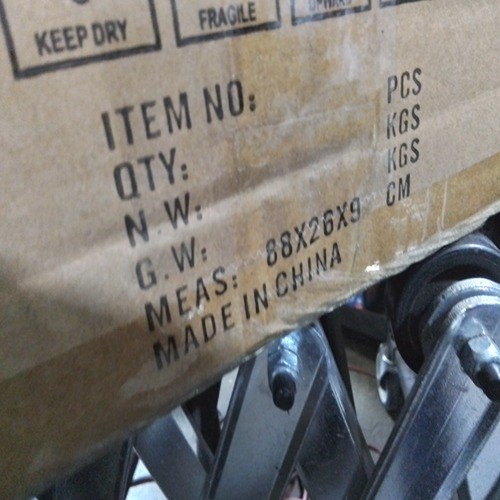 KEEP DRY
FRAGILE
ITEM NO:
QTY: PCS
N.W: KGS
G.W: KGS
MEAS: 88X26X9 CM
MADE IN CHINA